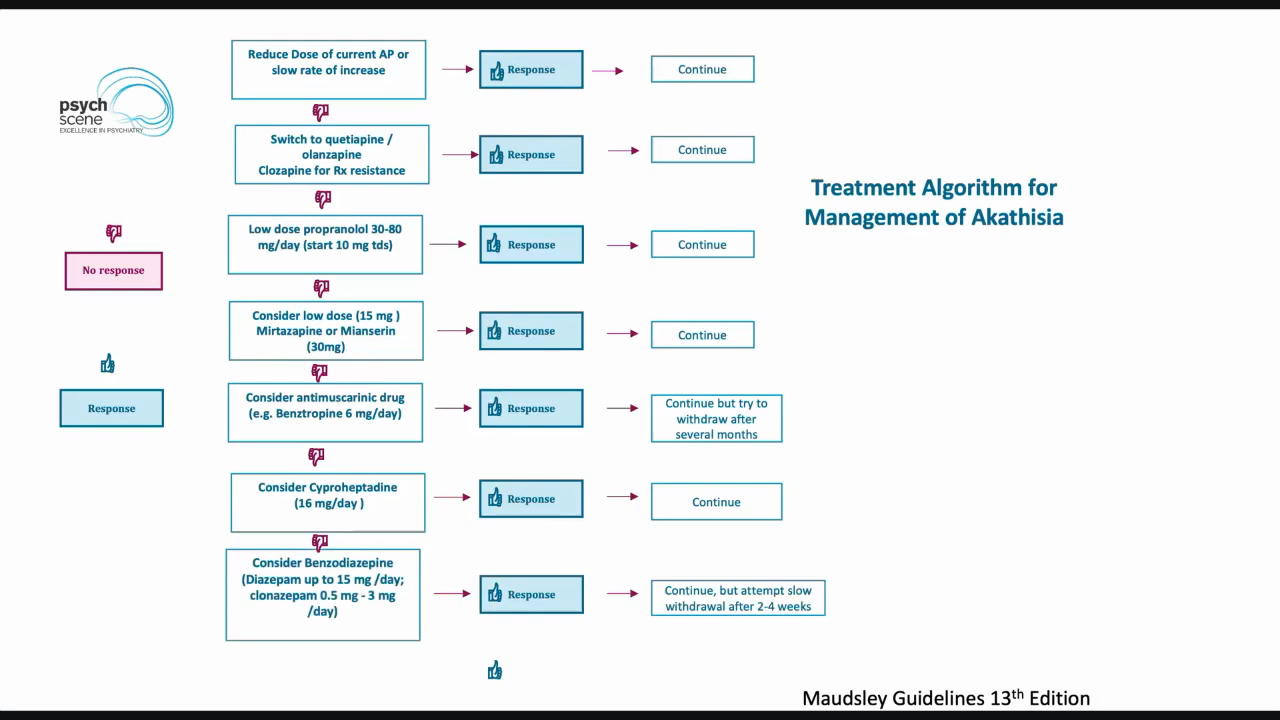 psych
scene
EXCELLENCE IN PSYCHIATRY
Treatment Algorithm for
Management of Akathisia
Reduce Dose of current AP or
slow rate of increase
Response
Continue
Switch to quetiapine /
olanzapine
Clozapine for Rx resistance
Response
Continue
Low dose propranolol 30-80
mg/day (start 10 mg tds)
Response
Continue
No response
Consider low dose (15 mg )
Mirtazapine or Mianserin
(30mg)
Response
Continue
Response
Consider antimuscarinic drug
(e.g. Benztropine 6 mg/day)
Response
Continue but try to
withdraw after
several months
Consider Cyproheptadine
(16 mg/day )
Response
Continue
Consider Benzodiazepine
(Diazepam up to 15 mg /day;
clonazepam 0.5 mg - 3 mg
/day)
Response
Continue, but attempt slow
withdrawal after 2-4 weeks
Maudsley Guidelines 13th Edition